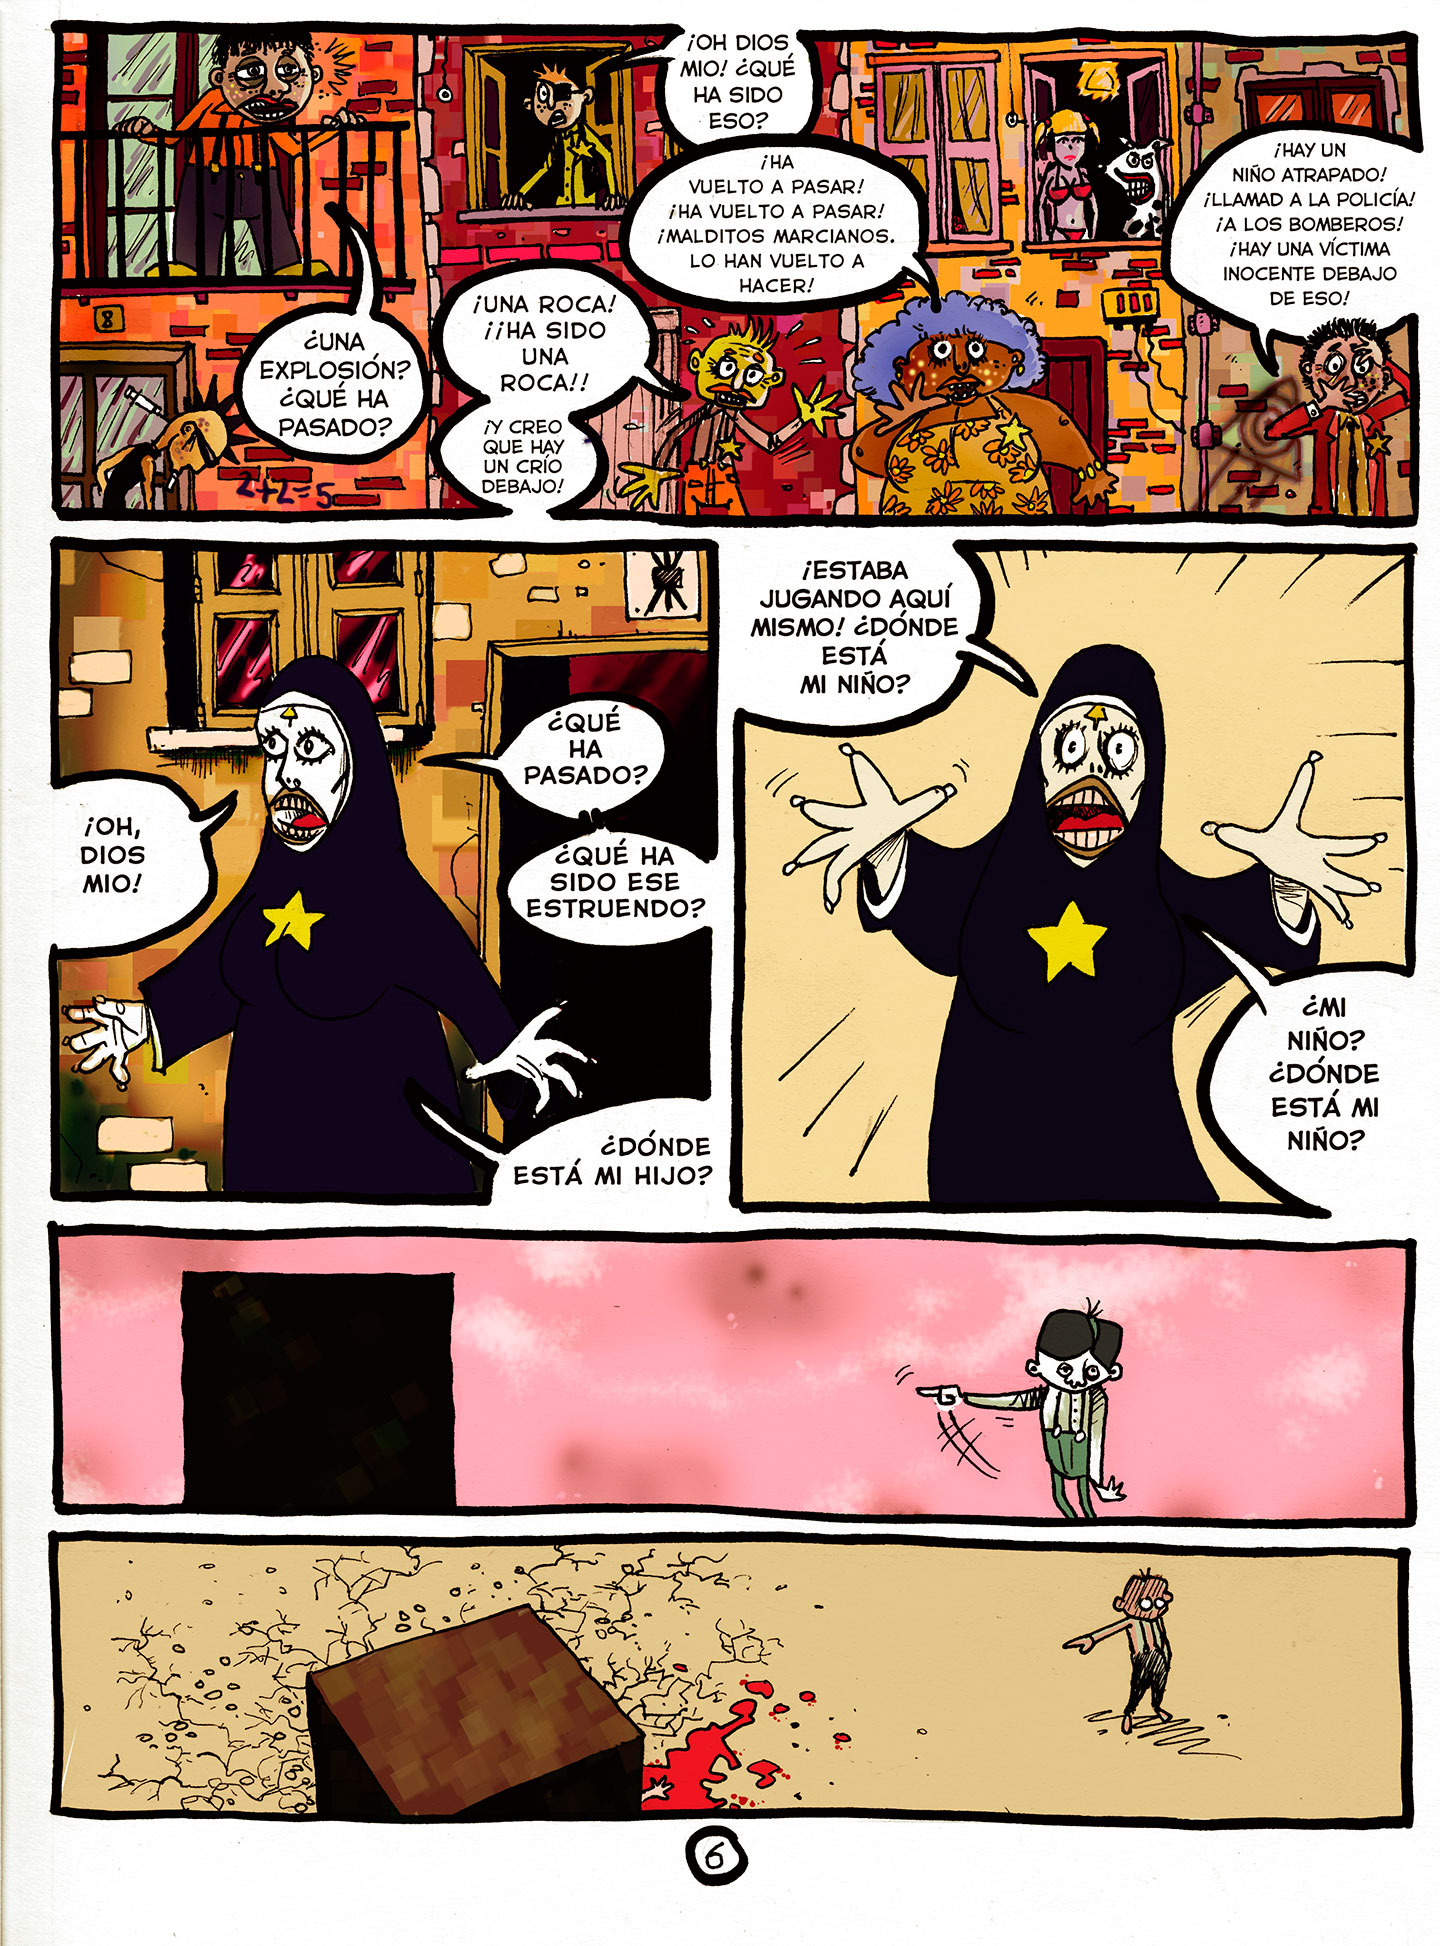 ¡OH DIOS
MIO! ¿QUÉ
HA SIDO
ESO?
¡HA
VUELTO A PASAR!
¡HA VUELTO A PASAR!
¡MALDITOS MARCIANOS.
LO HAN VUELTO A
HACER!
¡HAY UN
NIÑO ATRAPADO!
¡LLAMAD A LA POLICÍA!
¡A LOS BOMBEROS!
¡HAY UNA VÍCTIMA
INOCENTE DEBAJO
DE ESO!
8
¿UNA
EXPLOSIÓN?
¿QUÉ HA
PASADO?
¡UNA ROCA!
¡¡HA SIDO
UNA
ROCA!!
¡Y CREO
QUE HAY
UN CRÍO
DEBAJO!
2+2=5
¡OH,
DIOS
MIO!
¿QUÉ
HA
PASADO?
¿QUÉ HA
SIDO ESE
ESTRUENDO?
¿DÓNDE
ESTÁ MI HIJO?
¡ESTABA
JUGANDO AQUÍ
MISMO! ¿DÓNDE
ESTÁ
MI NIÑO?
¿MI
NIÑO?
¿DÓNDE
ESTÁ MI
NIÑO?
6